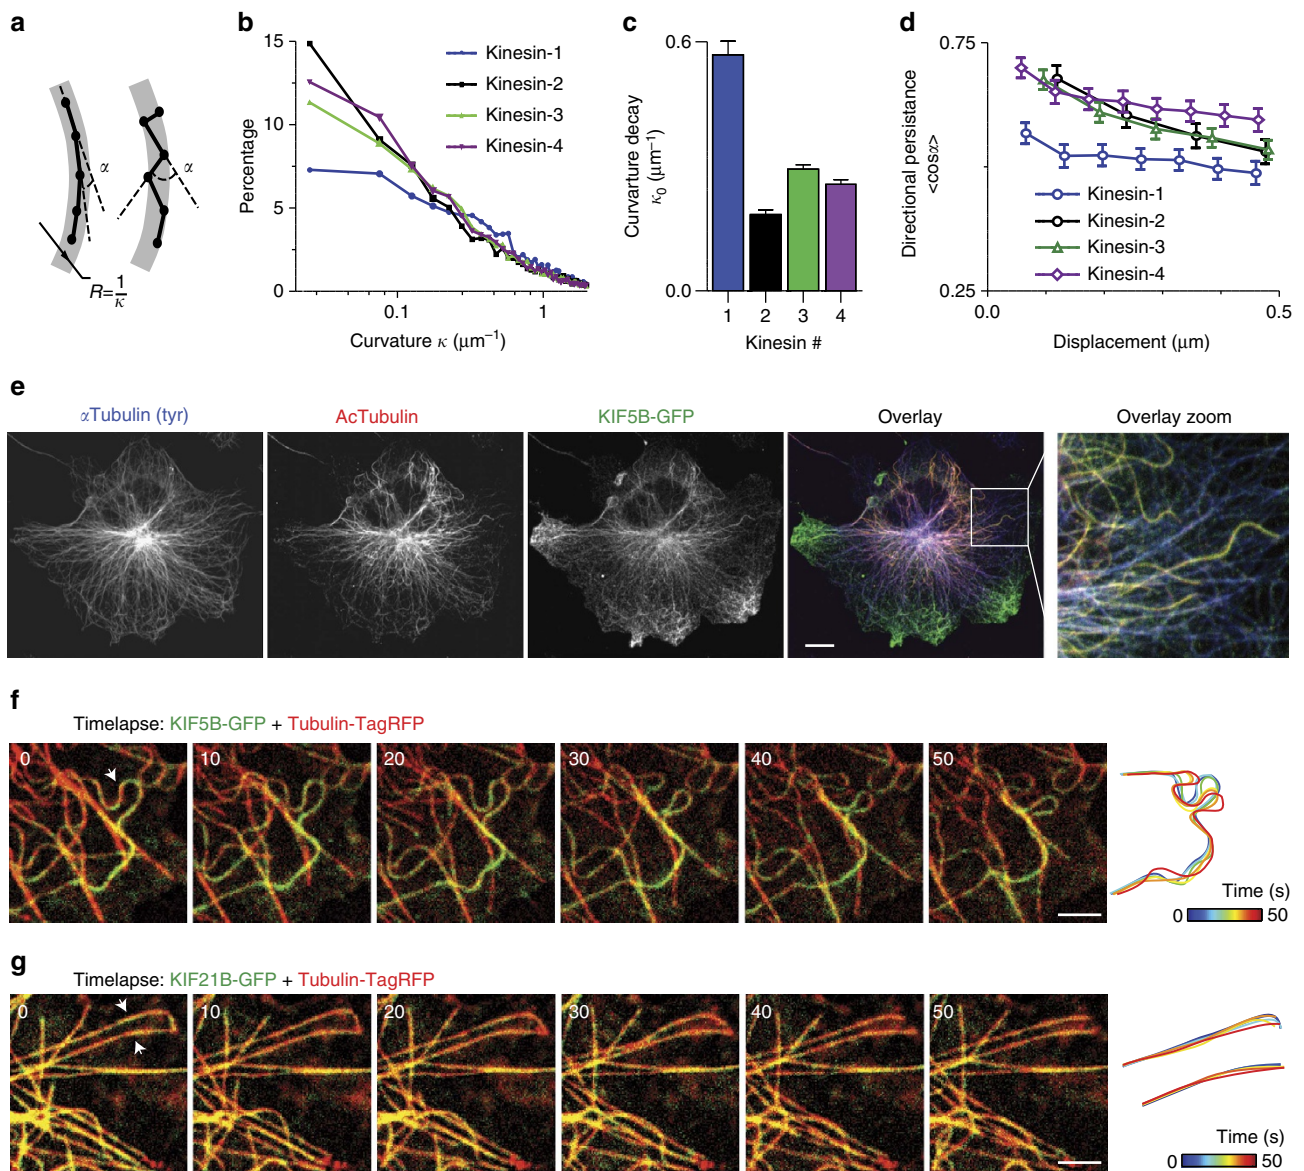 a
α
α
R=1/κ
b
Percentage
15
10
5
0
0.1
1
Curvature κ (μm⁻¹)
Kinesin-1
Kinesin-2
Kinesin-3
Kinesin-4
c
Curvarture decay
κ₀ (μm⁻¹)
0.6
0.0
1 2 3 4
Kinesin #
d
Directional persistance
<cosα>
0.75
0.25
0.0
0.5
Displacement (μm)
Kinesin-1
Kinesin-2
Kinesin-3
Kinesin-4
e
αTubulin (tyr)
AcTubulin
KIF5B-GFP
Overlay
Overlay zoom
f
Timelapse: KIF5B-GFP + Tubulin-TagRFP
0 10 20 30 40 50
Time (s)
0 50
g
Timelapse: KIF21B-GFP + Tubulin-TagRFP
0 10 20 30 40 50
Time (s)
0 50